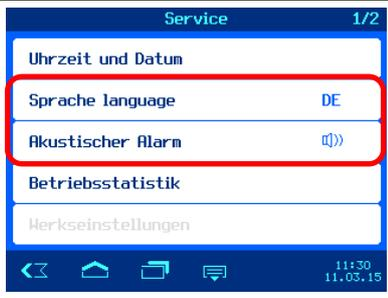 Service 1/2
Uhrzeit und Datum
Sprache language DE
Akustischer Alarm
Betriebsstatistik
Werkseinstellungen
11:30
11.03.15